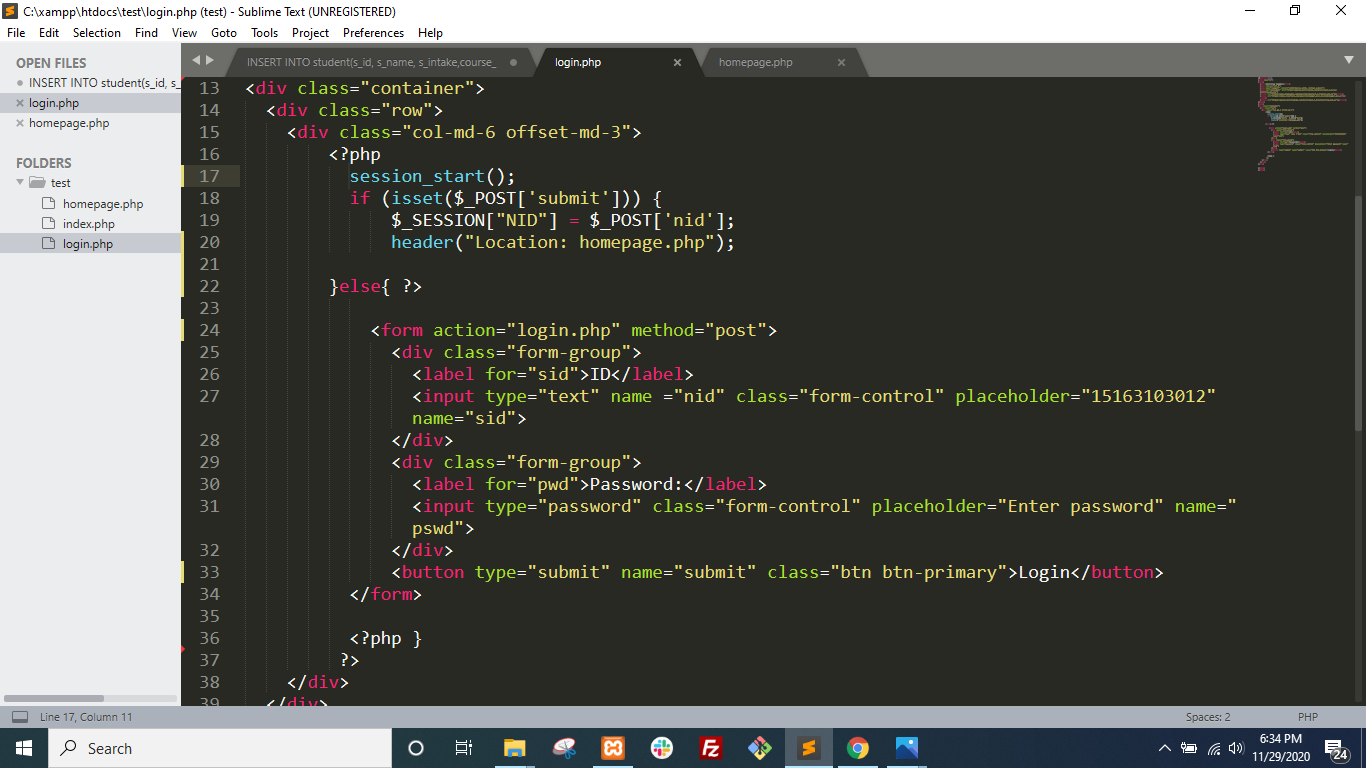 C:\xampp\htdocs\test\login.php (test) - Sublime Text (UNREGISTERED)
File Edit Selection Find View Goto Tools Project Preferences Help
OPEN FILES
INSERT INTO student(s_id, s_
login.php
homepage.php
FOLDERS
test
homepage.php
index.php
login.php
INSERT INTO student(s_id, s_name, s_intake,course_
login.php
homepage.php
13 <div class="container">
14 <div class="row">
15 <div class="col-md-6 offset-md-3">
16 <?php
17 session_start();
18 if (isset($_POST['submit'])) {
19 $_SESSION["NID"] = $_POST['nid'];
20 header("Location: homepage.php");
21
22 }else{ ?>
23
24 <form action="login.php" method="post">
25 <div class="form-group">
26 <label for="sid">ID</label>
27 <input type="text" name ="nid" class="form-control" placeholder="15163103012"
name="sid">
28 </div>
29 <div class="form-group">
30 <label for="pwd">Password:</label>
31 <input type="password" class="form-control" placeholder="Enter password" name="
pswd">
32 </div>
33 <button type="submit" name="submit" class="btn btn-primary">Login</button>
34 </form>
35
36 <?php }
37 ?>
38 </div>
39 </div>
Line 17, Column 11
Spaces: 2
PHP
Search
6:34 PM
11/29/2020
24